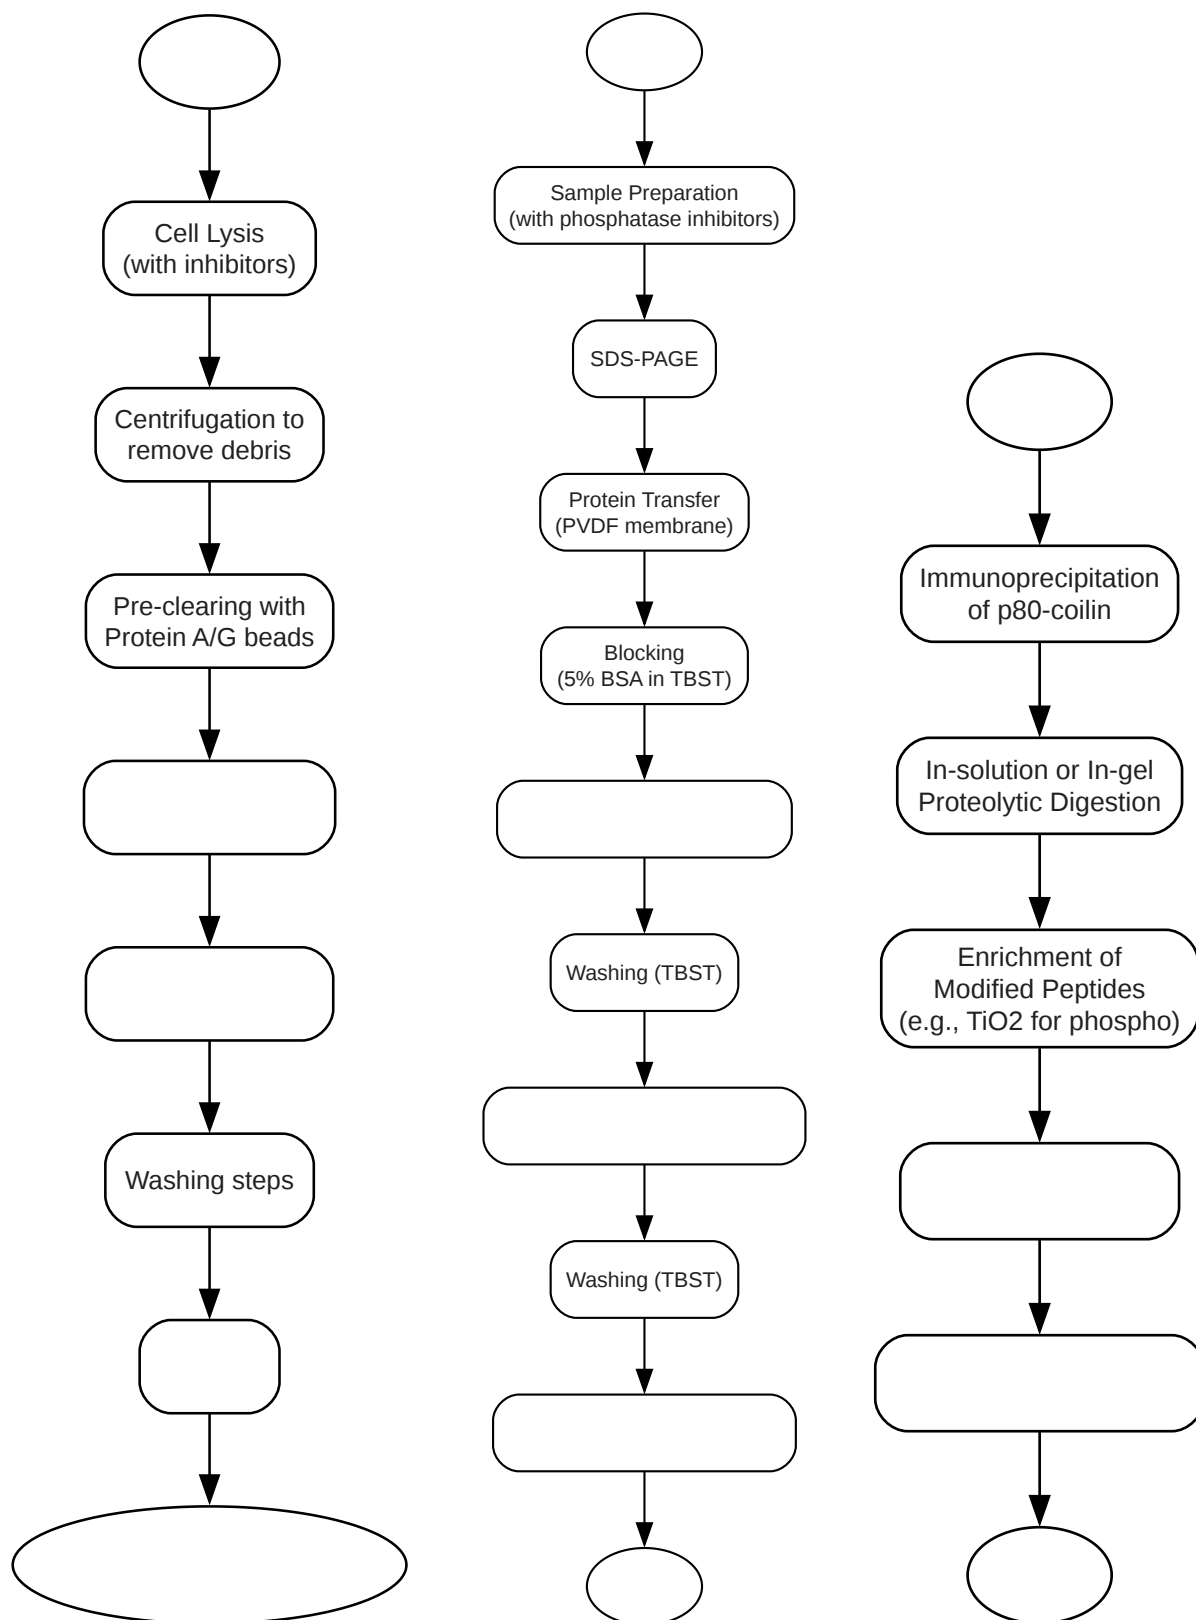 Cell Lysis
(with inhibitors)
Centrifugation to
remove debris
Pre-clearing with
Protein A/G beads
Washing steps
Sample Preparation
(with phosphatase inhibitors)
SDS-PAGE
Protein Transfer
(PVDF membrane)
Blocking
(5% BSA in TBST)
Washing (TBST)
Washing (TBST)
Immunoprecipitation
of p80-coilin
In-solution or In-gel
Proteolytic Digestion
Enrichment of
Modified Peptides
(e.g., TiO2 for phospho)